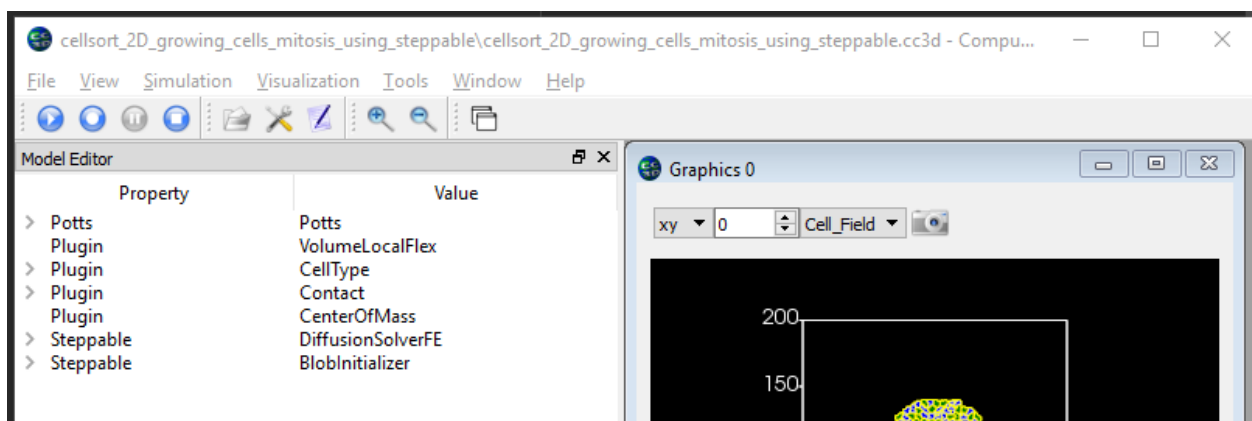 cellsort_2D_growing_cells_mitosis_using_steppable\cellsort_2D_growing_cells_mitosis_using_steppable.cc3d - Compu...
File View Simulation Visualization Tools Window Help
Model Editor
Property Value
Potts Potts
Plugin VolumeLocalFlex
Plugin CellType
Plugin Contact
Plugin CenterOfMass
Steppable DiffusionSolverFE
Steppable BlobInitializer
Graphics 0
xy 0 Cell_Field
200
150